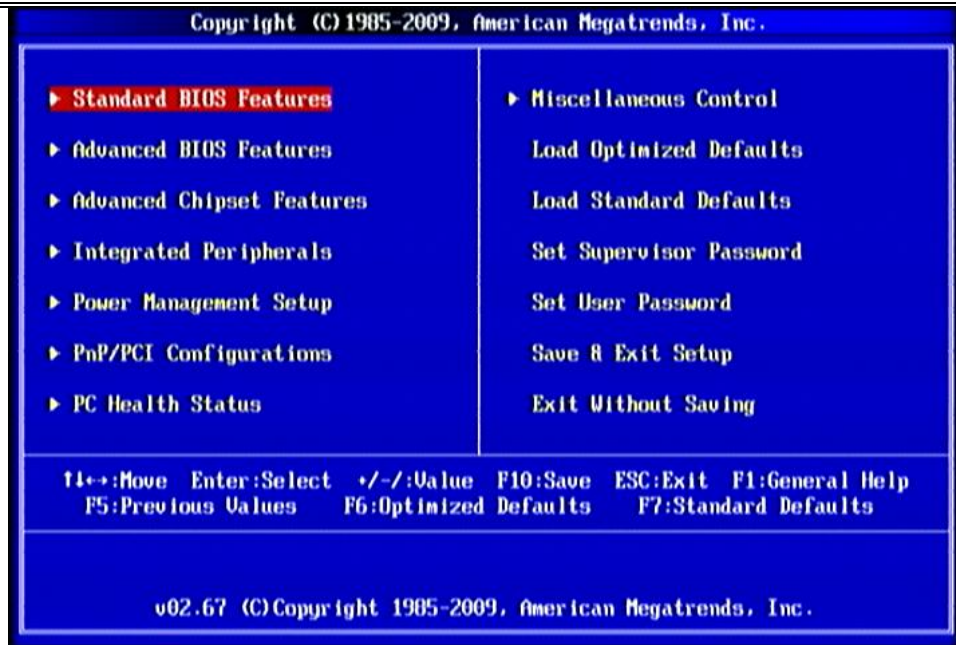 Copyright (C)1985-2009, American Megatrends, Inc.
► Standard BIOS Features
► Advanced BIOS Features
► Advanced Chipset Features
► Integrated Peripherals
► Power Management Setup
► PnP/PCI Configurations
► PC Health Status
► Miscellaneous Control
Load Optimized Defaults
Load Standard Defaults
Set Supervisor Password
Set User Password
Save & Exit Setup
Exit Without Saving
↑↓←→:Move Enter:Select +/-/:Value F10:Save ESC:Exit F1:General Help
F5:Previous Values F6:Optimized Defaults F7:Standard Defaults
v02.67 (C)Copyright 1985-2009, American Megatrends, Inc.